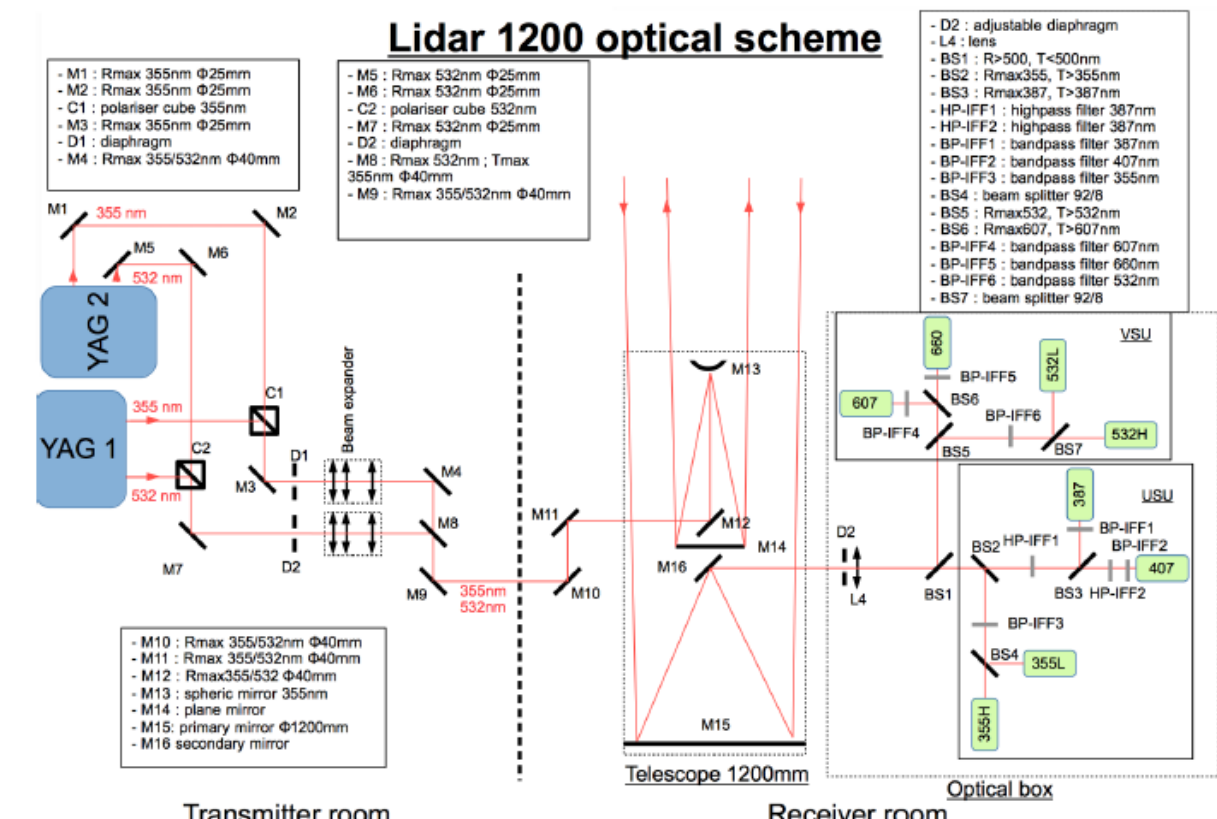 Lidar 1200 optical scheme
- M1 : Rmax 355nm Φ25mm
- M2 : Rmax 355nm Φ25mm
- C1 : polariser cube 355nm
- M3 : Rmax 355nm Φ25mm
- D1 : diaphragm
- M4 : Rmax 355/532nm Φ40mm
- M5 : Rmax 532nm Φ25mm
- M6 : Rmax 532nm Φ25mm
- C2 : polariser cube 532nm
- M7 : Rmax 532nm Φ25mm
- D2 : diaphragm
- M8 : Rmax 532nm ; Tmax
355nm Φ40mm
- M9 : Rmax 355/532nm Φ40mm
- D2 : adjustable diaphragm
- L4 : lens
- BS1 : R>500, T<500nm
- BS2 : Rmax355, T>355nm
- BS3 : Rmax387, T>387nm
- HP-IFF1 : highpass filter 387nm
- HP-IFF2 : highpass filter 387nm
- BP-IFF1 : bandpass filter 387nm
- BP-IFF2 : bandpass filter 407nm
- BP-IFF3 : bandpass filter 355nm
- BS4 : beam splitter 92/8
- BS5 : Rmax532, T>532nm
- BS6 : Rmax607, T>607nm
- BP-IFF4 : bandpass filter 607nm
- BP-IFF5 : bandpass filter 660nm
- BP-IFF6 : bandpass filter 532nm
- BS7 : beam splitter 92/8
M1
355 nm
M2
M5
M6
532 nm
YAG 2
YAG 1
355 nm
C1
C2
532 nm
M3
D1
Beam expander
M4
M8
M7
D2
M9
355nm
532nm
M10
M11
M13
M12
M14
M16
M15
Telescope 1200mm
D2
L4
BS1
VSU
660
BP-IFF5
532L
607
BS6
BP-IFF6
BP-IFF4
BS5
BS7
532H
USU
387
HP-IFF1
BP-IFF1
BS2
BP-IFF2
407
BS3
HP-IFF2
BP-IFF3
BS4
355L
355H
Optical box
- M10 : Rmax 355/532nm Φ40mm
- M11 : Rmax 355/532nm Φ40mm
- M12 : Rmax355/532 Φ40mm
- M13 : spheric mirror 355nm
- M14 : plane mirror
- M15: primary mirror Φ1200mm
- M16 secondary mirror
Transmitter room
Receiver room